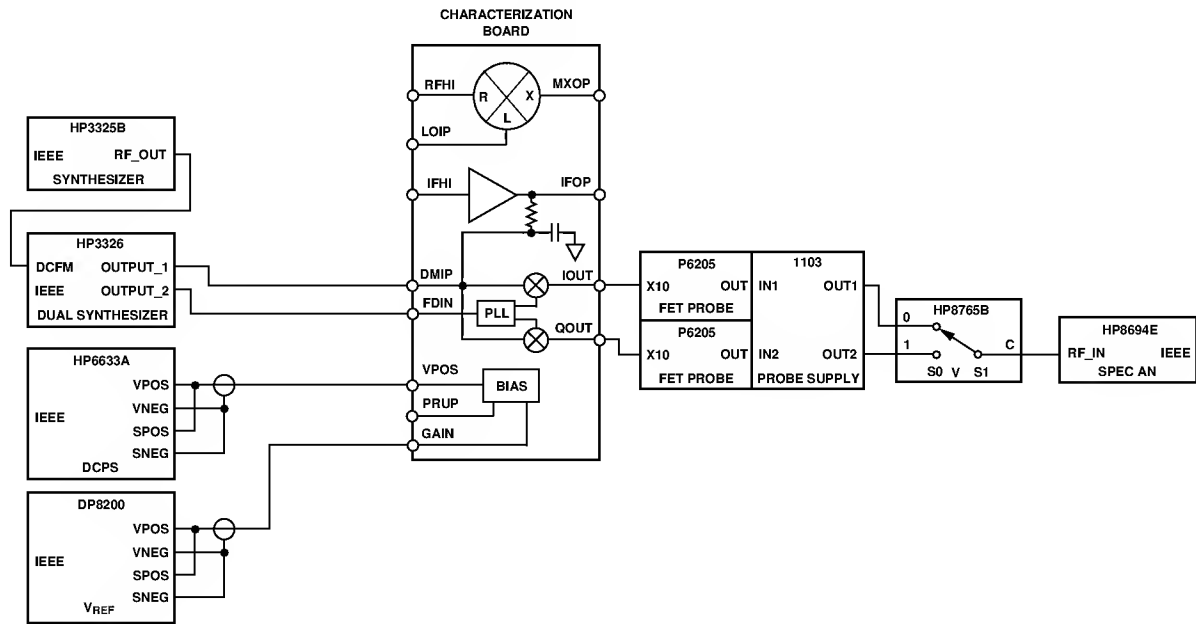 CHARACTERIZATION
BOARD
RFHI
R
X
L
MXOP
LOIP
IFHI
IFOP
DMIP
IOUT
FDIN
PLL
QOUT
VPOS
BIAS
PRUP
GAIN
HP3325B
IEEE RF_OUT
SYNTHESIZER
HP3326
DCFM OUTPUT_1
IEEE OUTPUT_2
DUAL SYNTHESIZER
HP6633A
VPOS
VNEG
IEEE
SPOS
SNEG
DCPS
DP8200
VPOS
IEEE
VNEG
SPOS
SNEG
VREF
P6205
X10 OUT
FET PROBE
P6205
X10 OUT
FET PROBE
1103
IN1 OUT1
IN2 OUT2
PROBE SUPPLY
HP8765B
0
1
C
S0 V S1
HP8694E
RF_IN IEEE
SPEC AN